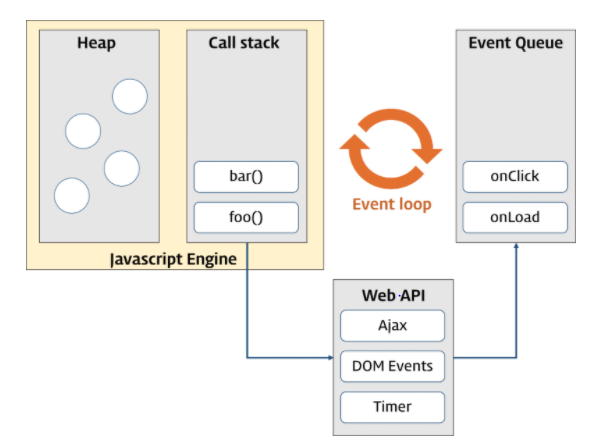 Heap
Call stack
bar()
foo()
Javascript Engine
Event loop
Event Queue
onClick
onLoad
Web·API
Ajax
DOM Events
Timer